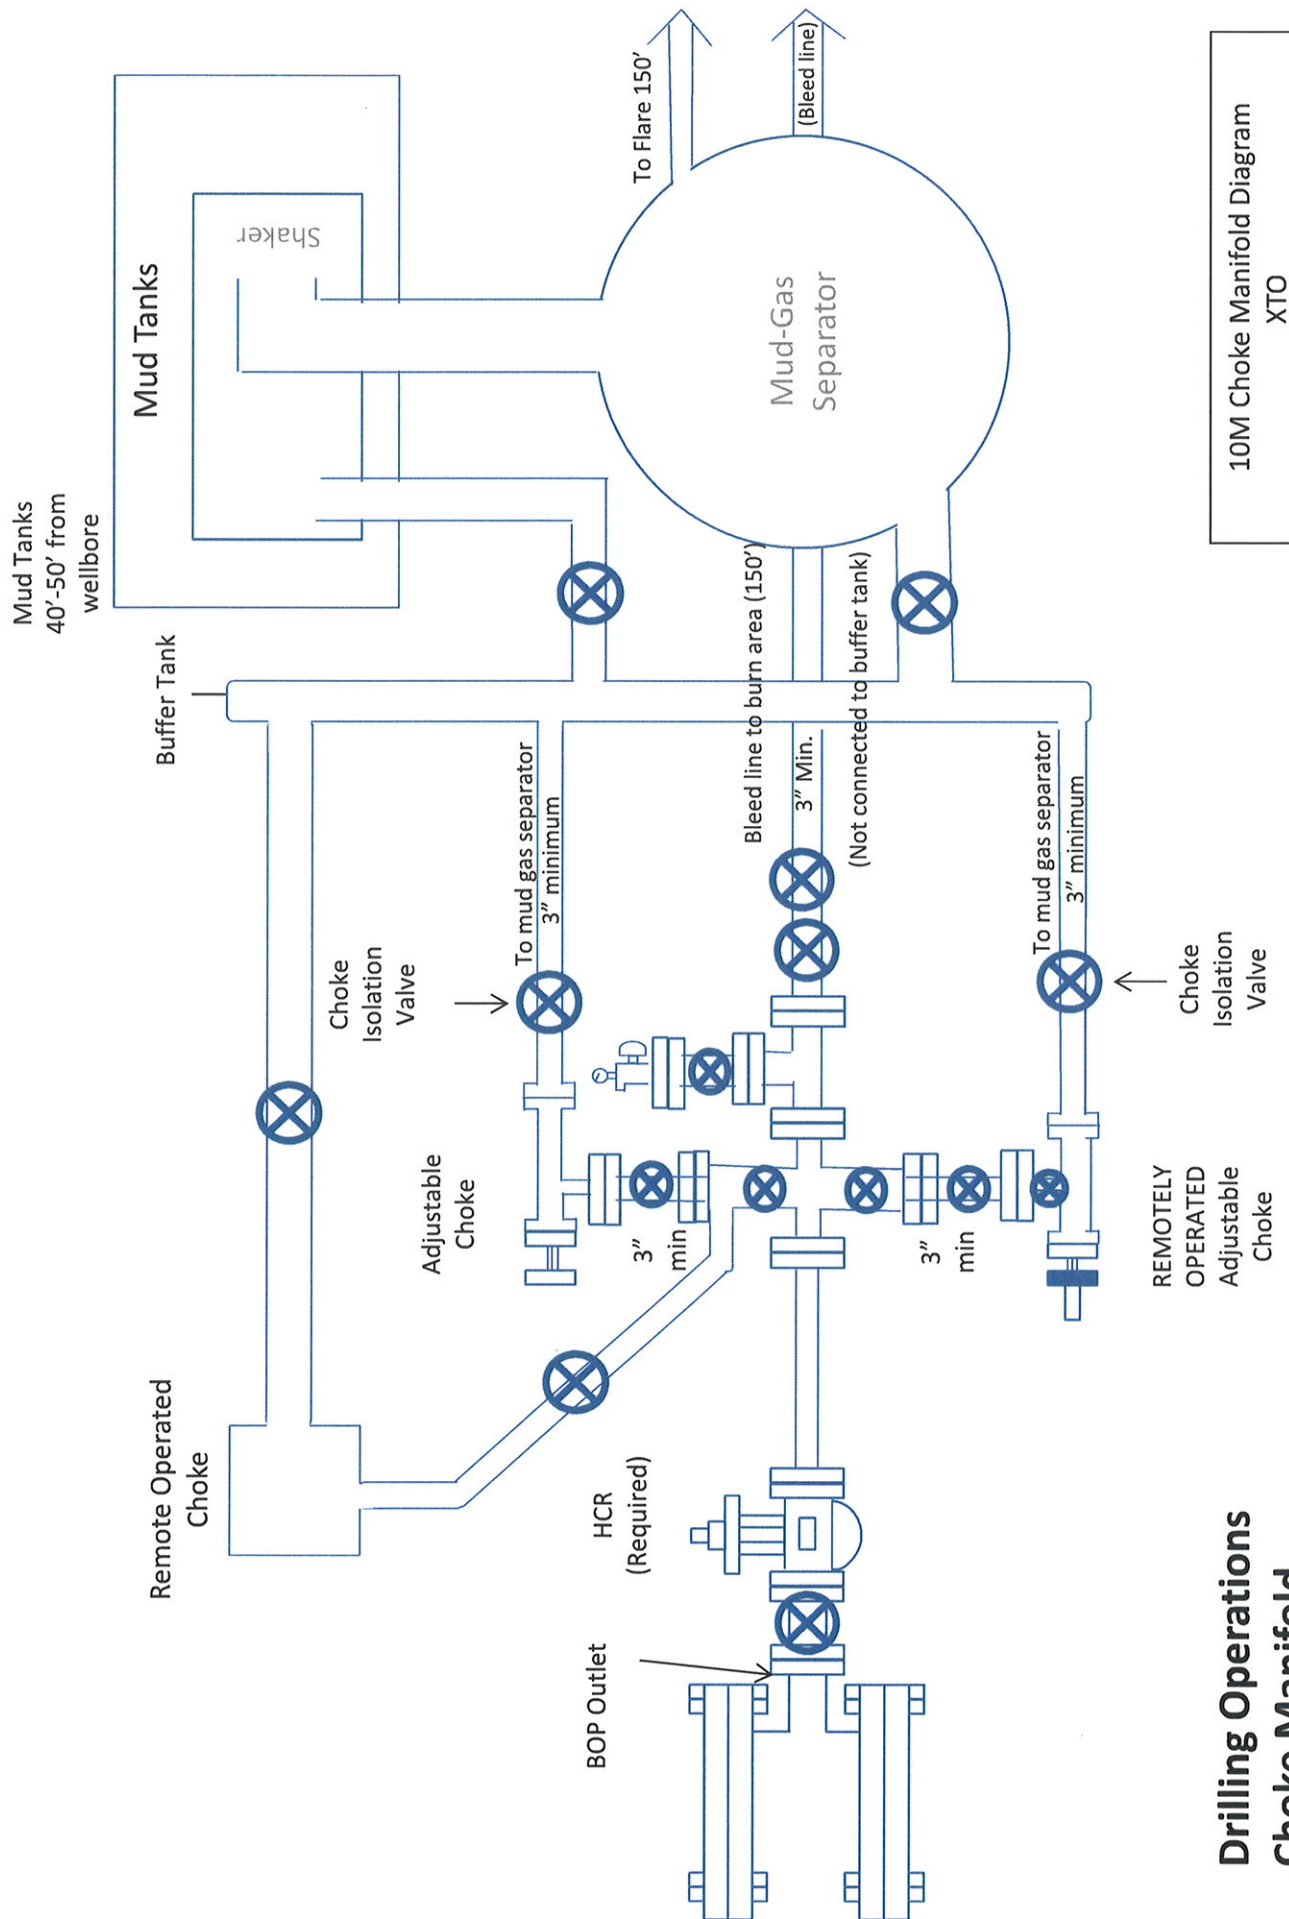 Mud Tanks
40'-50' from
wellbore
Mud Tanks
Shaker
Buffer Tank
To Flare 150'
(Bleed line)
Mud-Gas
Separator
Remote Operated
Choke
Choke
Isolation
Valve
To mud gas separator
3" minimum
Adjustable
Choke
3"
min
Bleed line to burn area (150')
3" Min.
(Not connected to buffer tank)
HCR
(Required)
BOP Outlet
3"
min
To mud gas separator
3" minimum
Choke
Isolation
Valve
REMOTELY
OPERATED
Adjustable
Choke
10M Choke Manifold Diagram
XTO
Drilling Operations
Choke Manifold